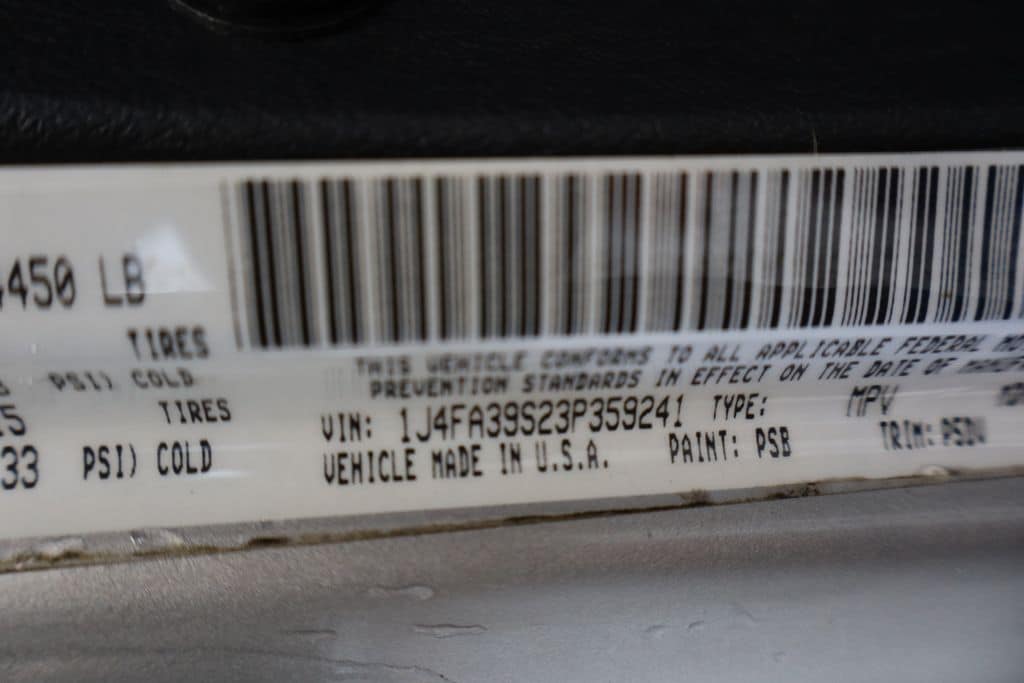 4450 LB
TIRES
PSI) COLD
TIRES
33 PSI) COLD
THIS VEHICLE CONFORMS TO ALL APPLICABLE FEDERAL
PREVENTION STANDARDS IN EFFECT ON THE DATE OF
VIN: 1J4FA39S23P359241 TYPE: MPV
VEHICLE MADE IN U.S.A. PAINT: PSB TRIM: